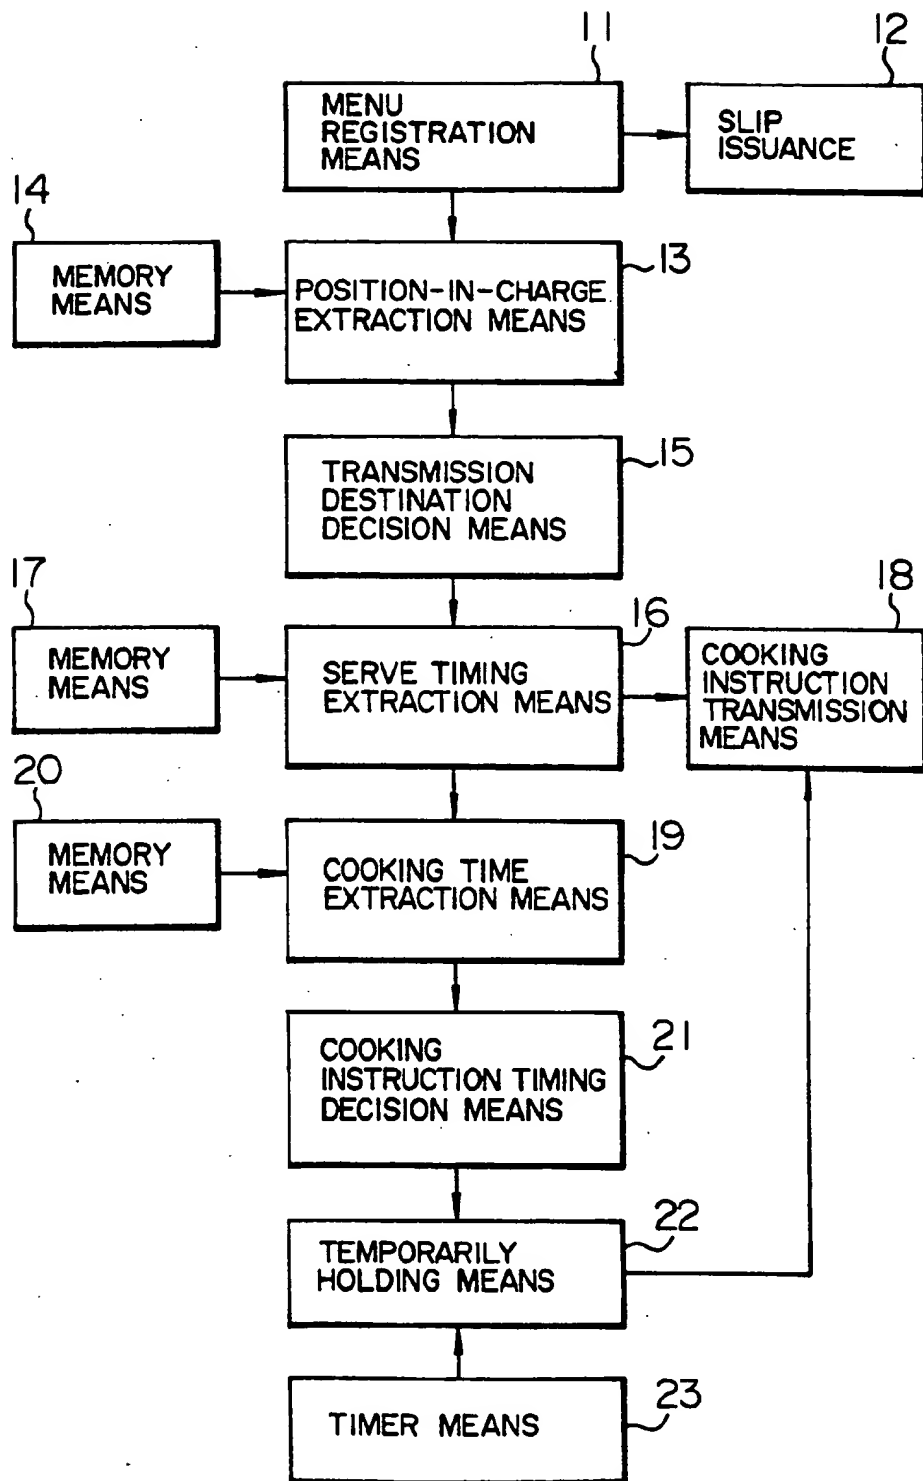 11
12
MENU
REGISTRATION
MEANS
SLIP
ISSUANCE
14
13
MEMORY
MEANS
POSITION-IN-CHARGE
EXTRACTION MEANS
15
TRANSMISSION
DESTINATION
DECISION MEANS
17
16
18
MEMORY
MEANS
SERVE TIMING
EXTRACTION MEANS
COOKING
INSTRUCTION
TRANSMISSION
MEANS
20
19
MEMORY
MEANS
COOKING TIME
EXTRACTION MEANS
21
COOKING
INSTRUCTION TIMING
DECISION MEANS
22
TEMPORARILY
HOLDING MEANS
23
TIMER MEANS